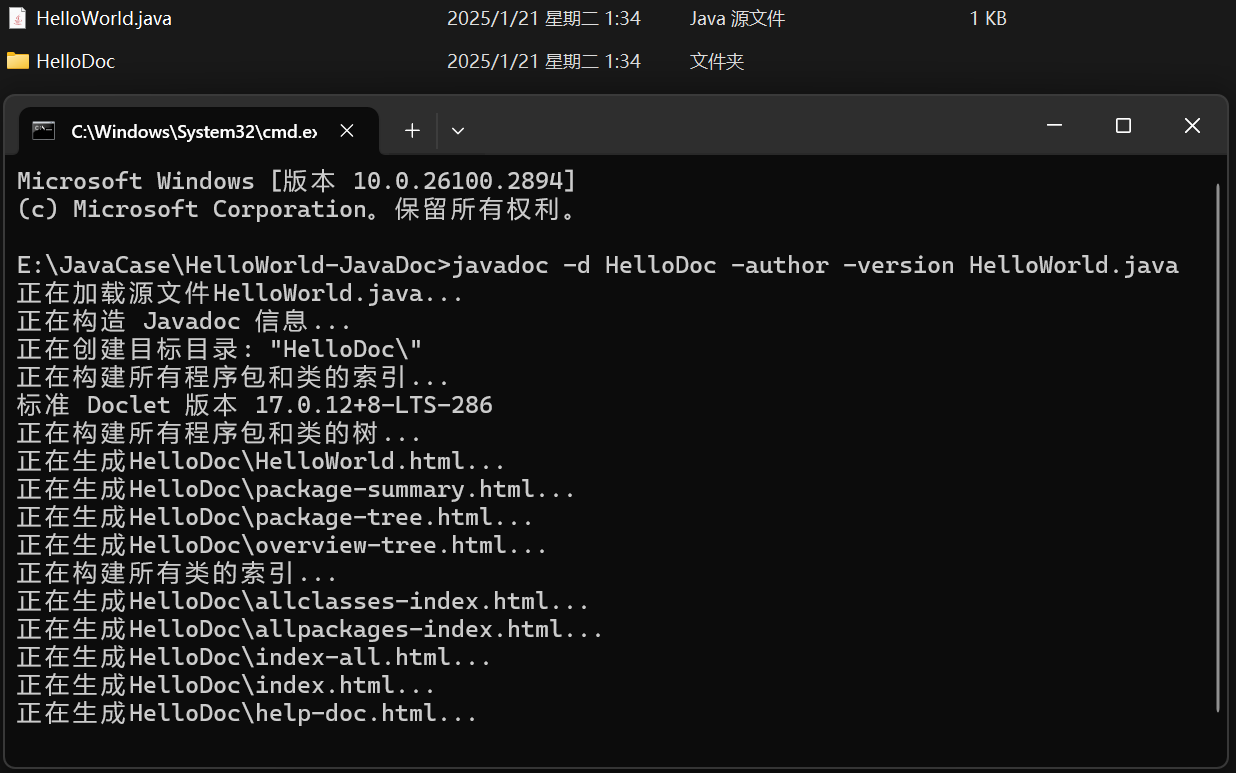 HelloWorld.java 2025/1/21 星期二 1:34 Java 源文件 1 KB
HelloDoc 2025/1/21 星期二 1:34 文件夹
C:\Windows\System32\cmd.ex
Microsoft Windows [版本 10.0.26100.2894]
(c) Microsoft Corporation。保留所有权利。
E:\JavaCase\HelloWorld-JavaDoc>javadoc -d HelloDoc -author -version HelloWorld.java
正在加载源文件HelloWorld.java...
正在构造 Javadoc 信息...
正在创建目标目录: "HelloDoc\"
正在构建所有程序包和类的索引...
标准 Doclet 版本 17.0.12+8-LTS-286
正在构建所有程序包和类的树...
正在生成HelloDoc\HelloWorld.html...
正在生成HelloDoc\package-summary.html...
正在生成HelloDoc\package-tree.html...
正在生成HelloDoc\overview-tree.html...
正在构建所有类的索引...
正在生成HelloDoc\allclasses-index.html...
正在生成HelloDoc\allpackages-index.html...
正在生成HelloDoc\index-all.html...
正在生成HelloDoc\index.html...
正在生成HelloDoc\help-doc.html...